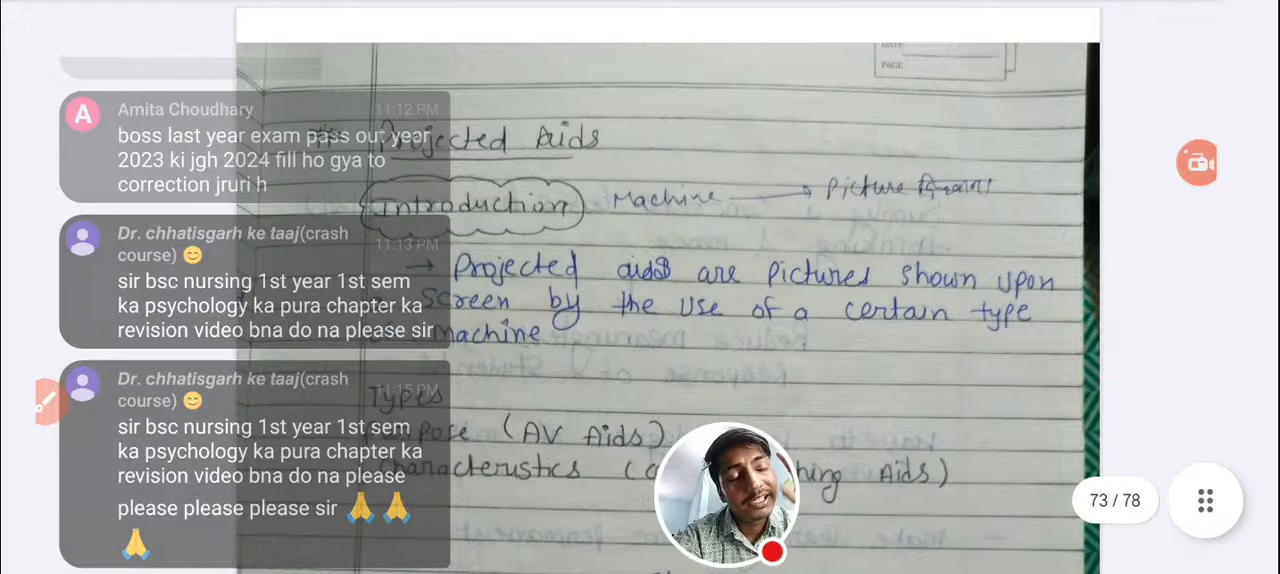 DATE
PAGE
A
Amita Choudhary
11:12 PM
boss last year exam pass out year
2023 ki jgh 2024 fill ho gya to
correction jruri h
Dr. chhatisgarh ke taaj(crash
course) 😊
11:13 PM
sir bsc nursing 1st year 1st sem
ka psychology ka pura chapter ka
revision video bna do na please sir
Dr. chhatisgarh ke taaj(crash
course) 😊
11:15 PM
sir bsc nursing 1st year 1st sem
ka psychology ka pura chapter ka
revision video bna do na please
please please please sir 🙏🙏
🙏
Projected Aids
Introduction Machine → Picture
→ Projected aids are pictures shown upon
screen by the use of a certain type
machine
Types
Purpose (AV Aids)
Characteristics ( Aids)
73 / 78